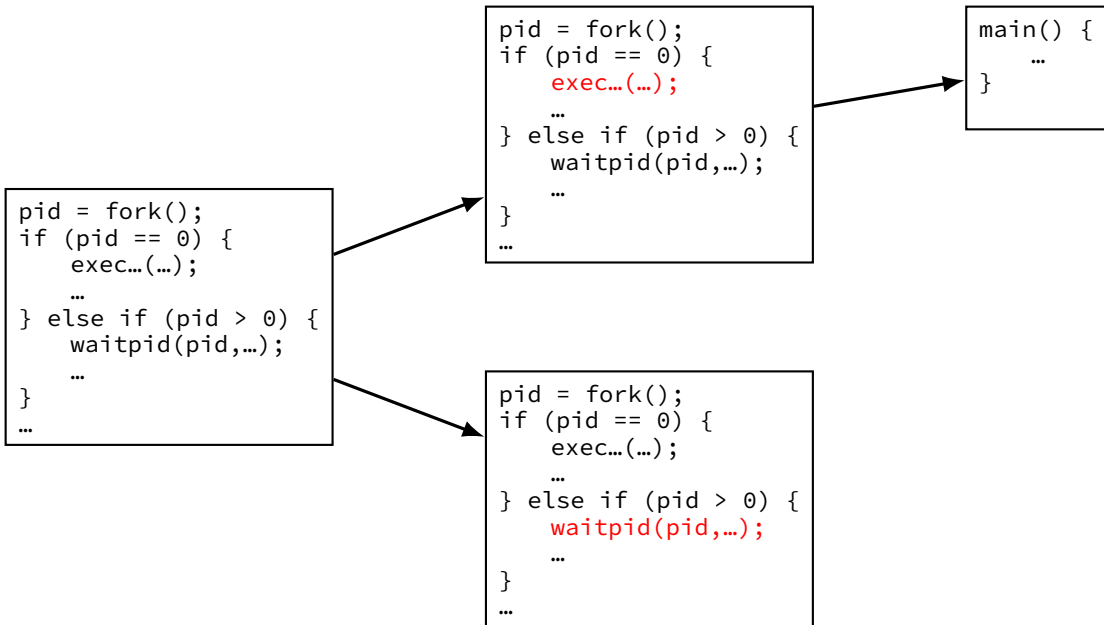 pid = fork();
if (pid == 0) {
    exec…(…);
    …
} else if (pid > 0) {
    waitpid(pid,…);
    …
}
…
pid = fork();
if (pid == 0) {
    exec…(…);
    …
} else if (pid > 0) {
    waitpid(pid,…);
    …
}
…
main() {
    …
}
pid = fork();
if (pid == 0) {
    exec…(…);
    …
} else if (pid > 0) {
    waitpid(pid,…);
    …
}
…